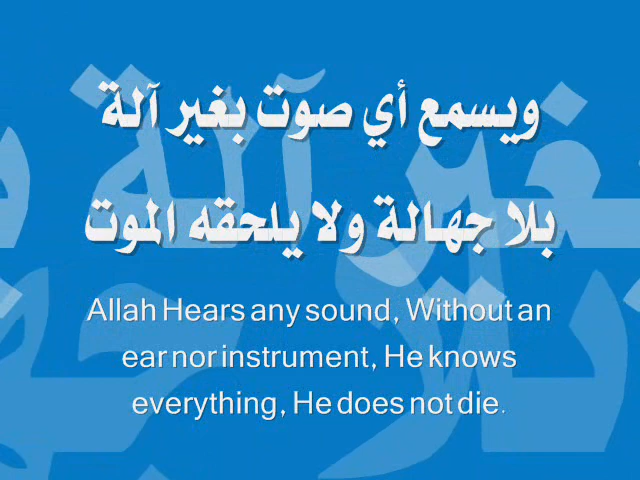 ويسمع أي صوت بغير آلة
بلا جهالة ولا يلحقه الموت
Allah Hears any sound, Without an
ear nor instrument, He knows
everything, He does not die.